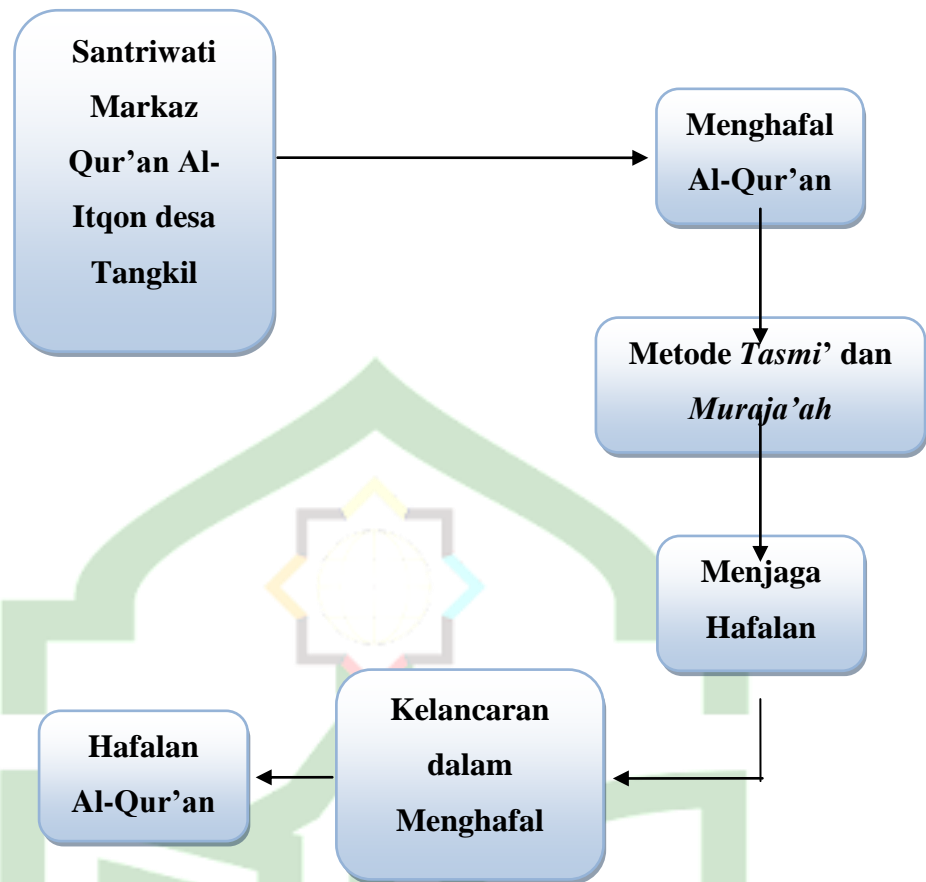 Santriwati
Markaz
Qur’an Al-
Itqon desa
Tangkil
Menghafal
Al-Qur’an
Metode Tasmi’ dan
Muraja’ah
Menjaga
Hafalan
Kelancaran
dalam
Menghafal
Hafalan
Al-Qur’an